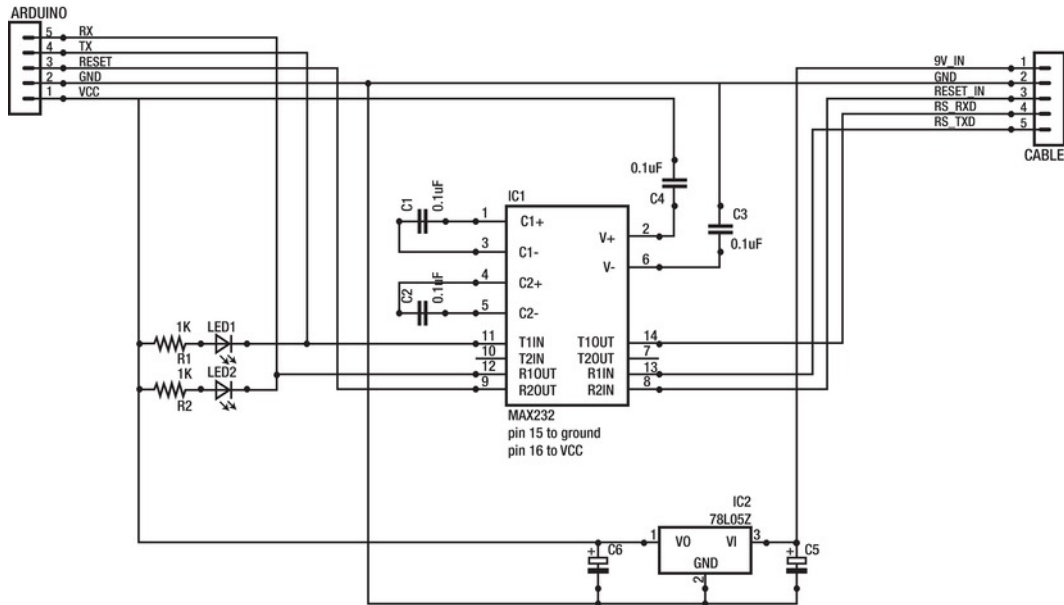 ARDUINO
5 RX
4 TX
3 RESET
2 GND
1 VCC
9V_IN 1
GND 2
RESET_IN 3
RS_RXD 4
RS_TXD 5
CABLE
0.1uF
C4
C3
0.1uF
IC1
C1
0.1uF
C2
0.1uF
1 C1+
3 C1-
4 C2+
5 C2-
11 T1IN
10 T2IN
12 R1OUT
9 R2OUT
V+ 2
V- 6
T1OUT 14
T2OUT 7
R1IN 13
R2IN 8
MAX232
pin 15 to ground
pin 16 to VCC
1K
R1
LED1
1K
R2
LED2
IC2
78L05Z
1 VO
VI 3
GND
2
+ C6
+ C5